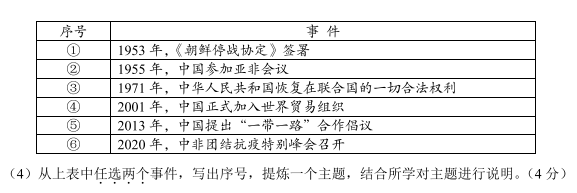 序号 事 件
① 1953 年，《朝鲜停战协定》签署
② 1955 年，中国参加亚非会议
③ 1971 年，中华人民共和国恢复在联合国的一切合法权利
④ 2001 年，中国正式加入世界贸易组织
⑤ 2013 年，中国提出“一带一路”合作倡议
⑥ 2020 年，中非团结抗疫特别峰会召开
（4）从上表中任选两个事件，写出序号，提炼一个主题，结合所学对主题进行说明。（4 分）